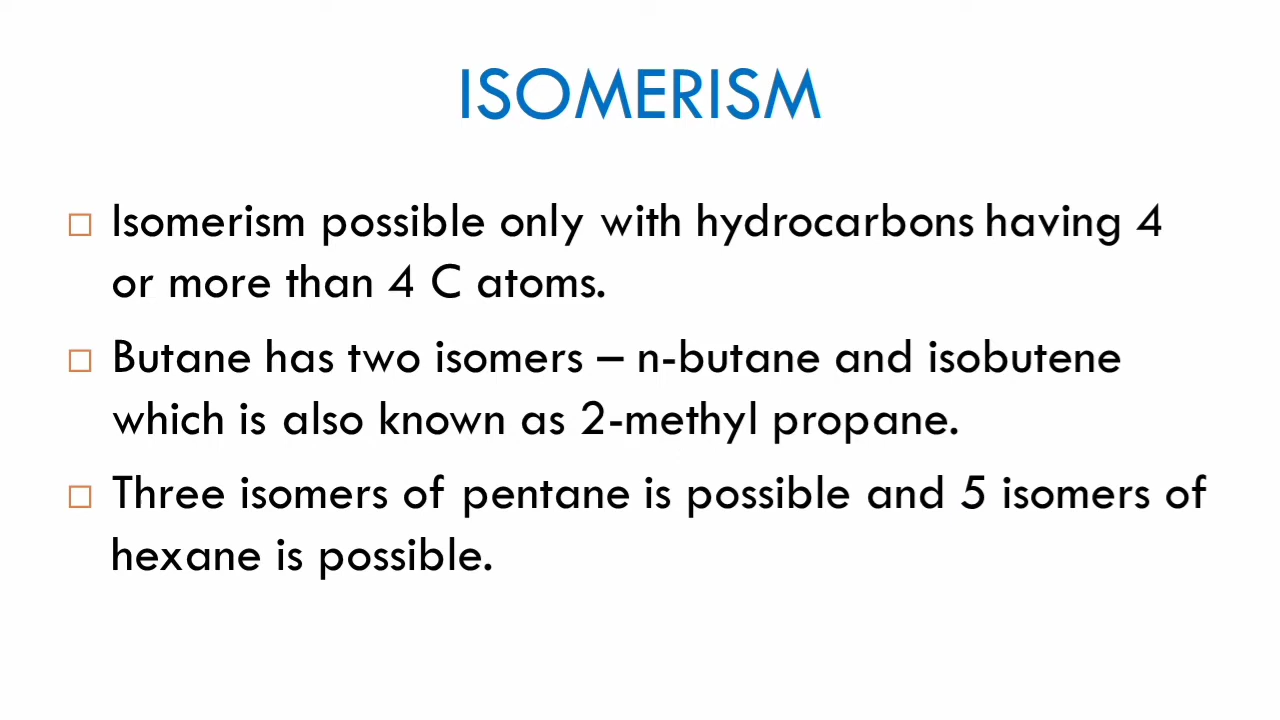 ISOMERISM
Isomerism possible only with hydrocarbons having 4
or more than 4 C atoms.
Butane has two isomers – n-butane and isobutene
which is also known as 2-methyl propane.
Three isomers of pentane is possible and 5 isomers of
hexane is possible.